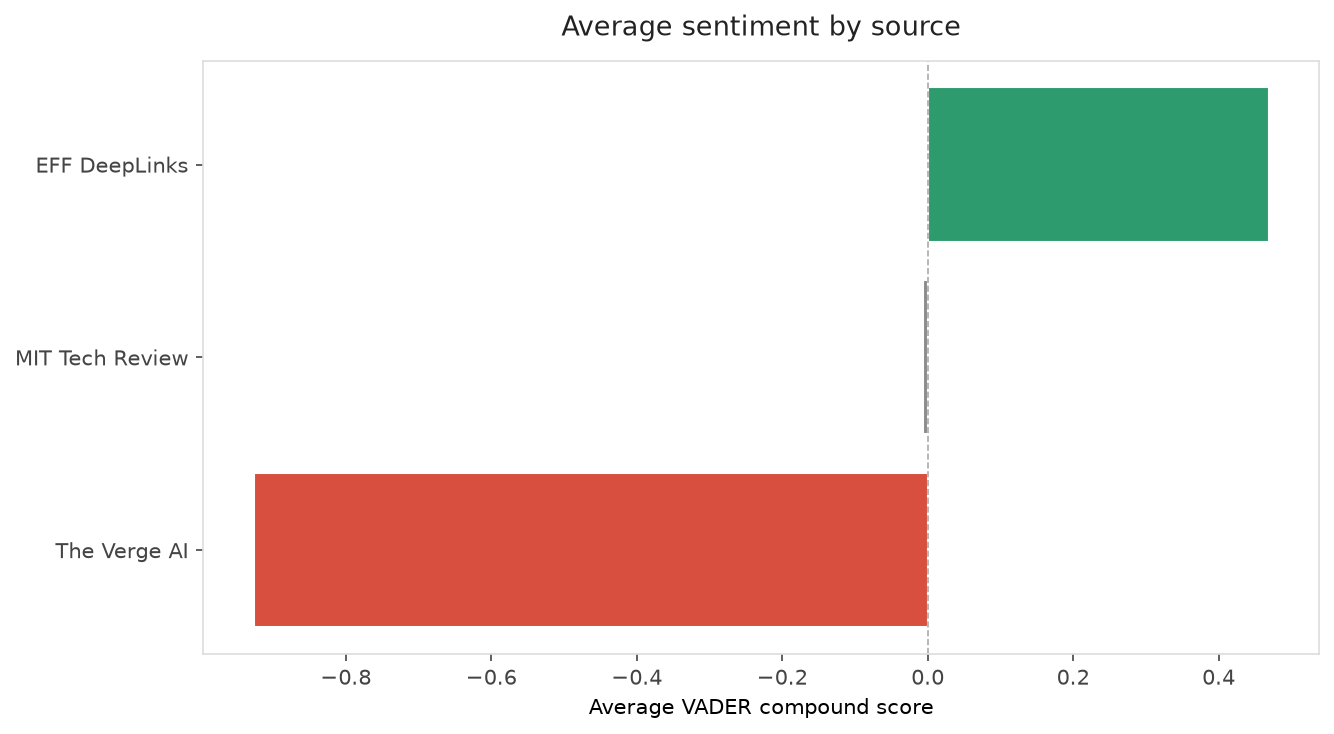 Average sentiment by source
EFF DeepLinks
MIT Tech Review
The Verge AI
−0.8 −0.6 −0.4 −0.2 0.0 0.2 0.4
Average VADER compound score